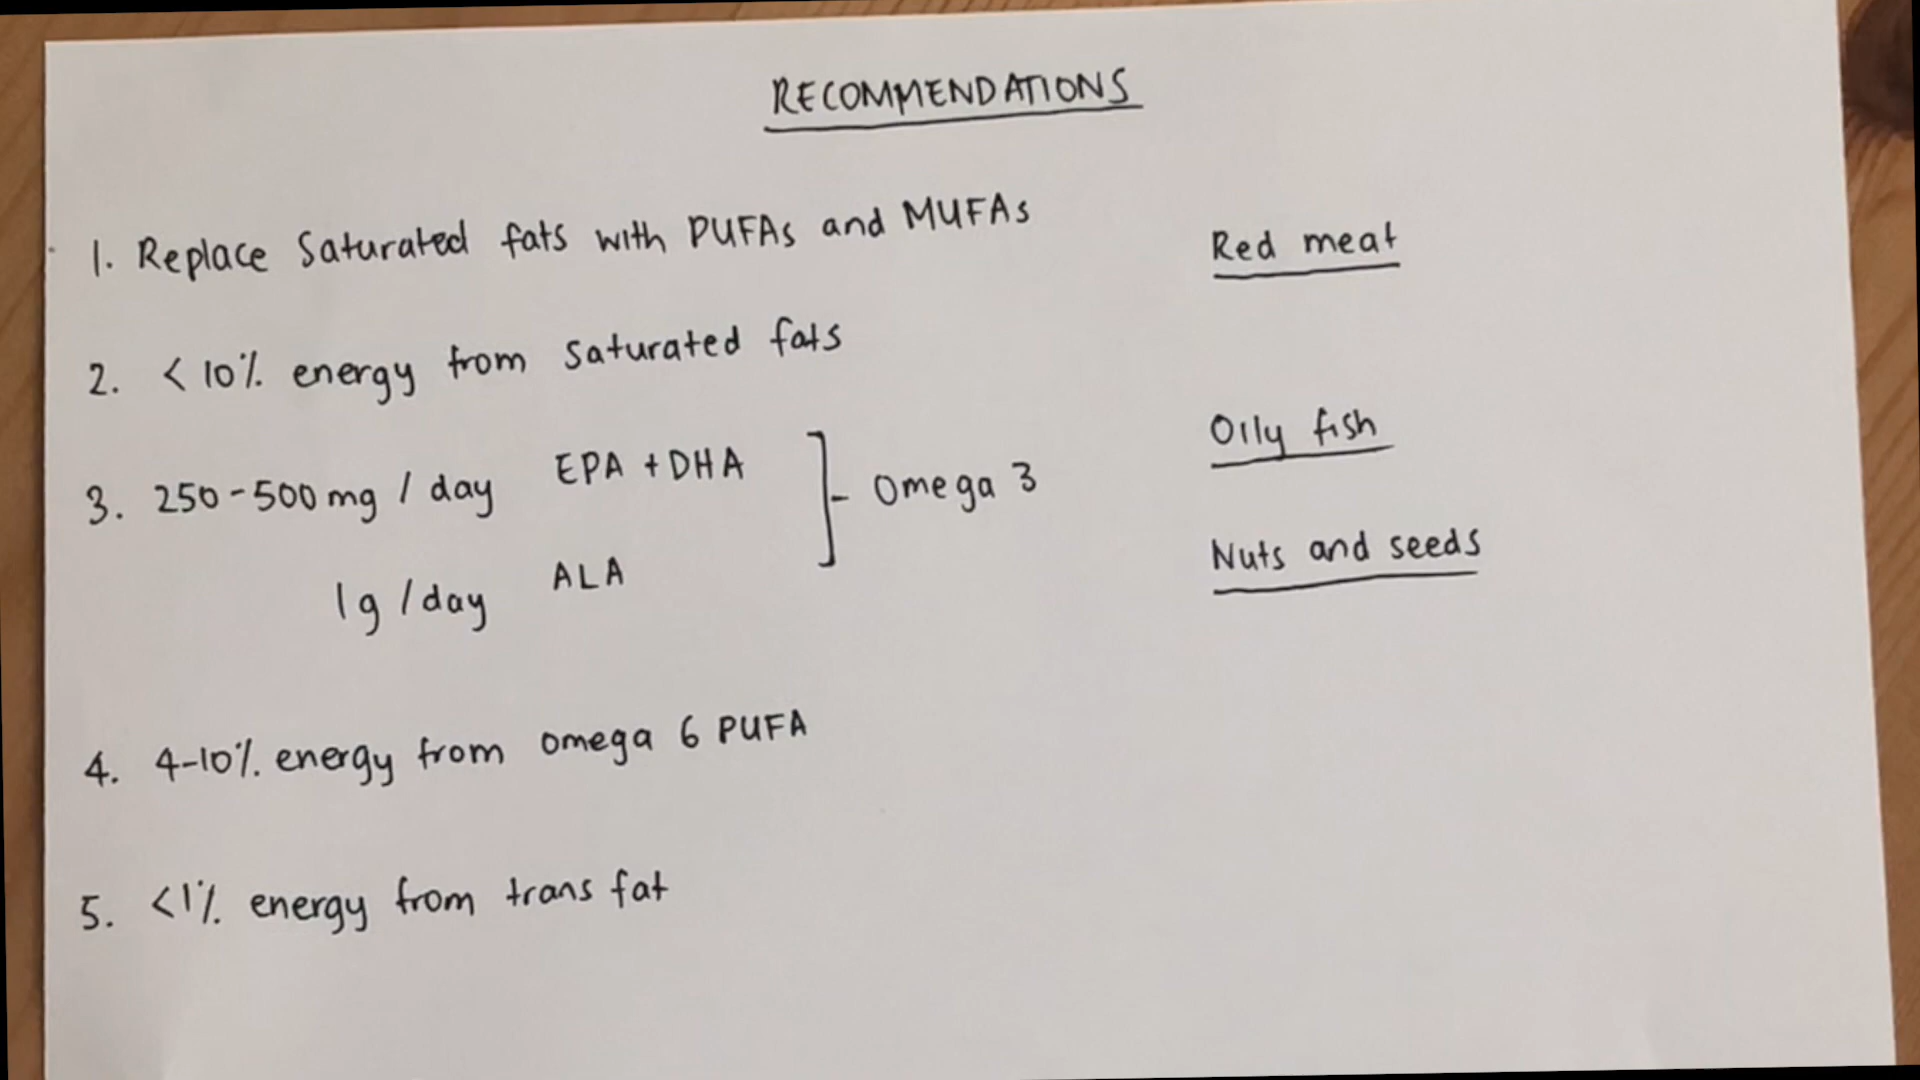 RECOMMENDATIONS
1. Replace Saturated fats with PUFAs and MUFAs
Red meat
2. <10% energy from saturated fats
3. 250-500mg / day EPA + DHA
Omega 3
1g / day ALA
Oily fish
Nuts and seeds
4. 4-10% energy from omega 6 PUFA
5. <1% energy from trans fat